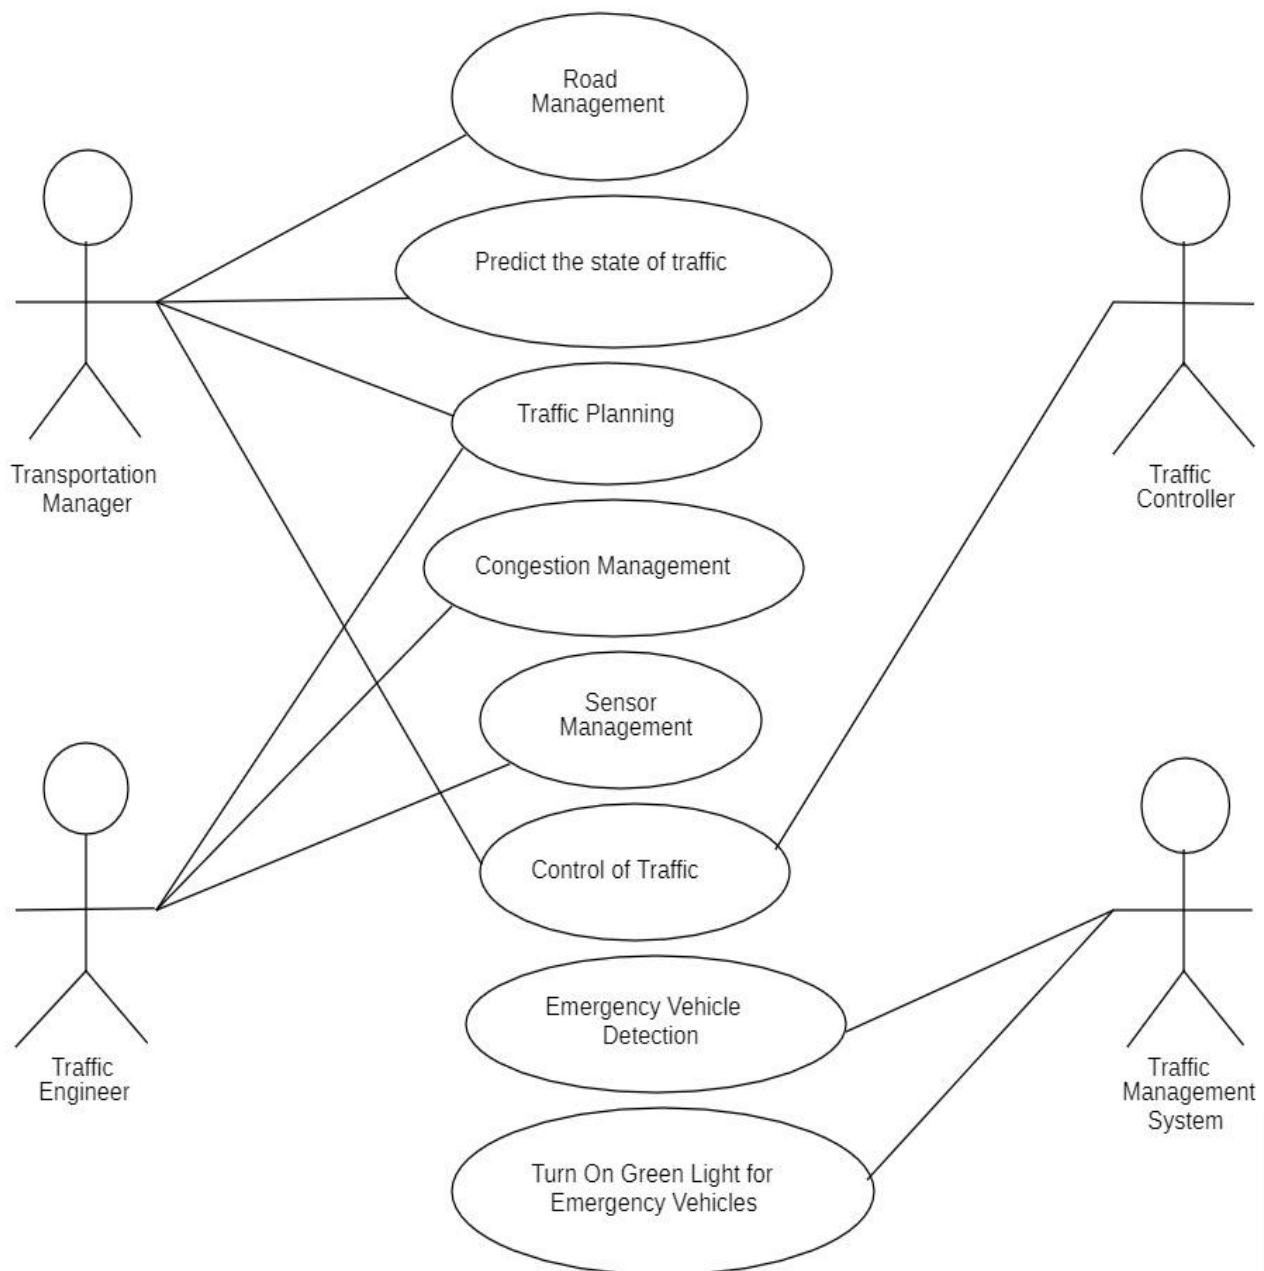 Road
Management
Predict the state of traffic
Traffic Planning
Transportation
Manager
Traffic
Controller
Congestion Management
Sensor
Management
Control of Traffic
Emergency Vehicle
Detection
Traffic
Engineer
Traffic
Management
System
Turn On Green Light for
Emergency Vehicles